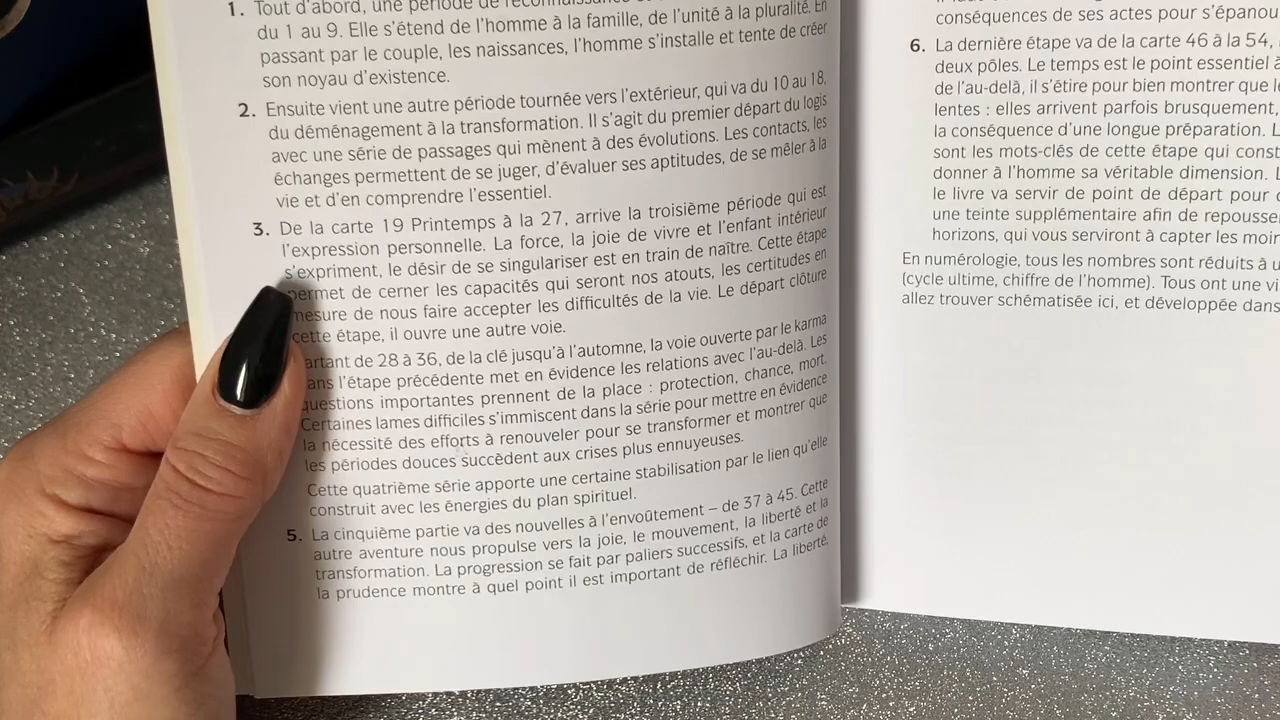 1. Tout d'abord, une période de reconnaissance
du 1 au 9. Elle s'étend de l'homme à la famille, de l'unité à la pluralité. En
passant par le couple, les naissances, l'homme s'installe et tente de créer
son noyau d'existence.
2. Ensuite vient une autre période tournée vers l'extérieur, qui va du 10 au 18,
du déménagement à la transformation. Il s'agit du premier départ du logis
avec une série de passages qui mènent à des évolutions. Les contacts, les
échanges permettent de se juger, d'évaluer ses aptitudes, de se mêler à la
vie et d'en comprendre l'essentiel.
3. De la carte 19 Printemps à la 27, arrive la troisième période qui est
l'expression personnelle. La force, la joie de vivre et l'enfant intérieur
s'expriment, le désir de se singulariser est en train de naître. Cette étape
permet de cerner les capacités qui seront nos atouts, les certitudes en
mesure de nous faire accepter les difficultés de la vie. Le départ clôture
cette étape, il ouvre une autre voie.
artant de 28 à 36, de la clé jusqu'à l'automne, la voie ouverte par le karma
ans l'étape précédente met en évidence les relations avec l'au-delà. Les
questions importantes prennent de la place : protection, chance, mort.
Certaines lames difficiles s'immiscent dans la série pour mettre en évidence
la nécessité des efforts à renouveler pour se transformer et montrer que
les périodes douces succèdent aux crises plus ennuyeuses.
Cette quatrième série apporte une certaine stabilisation par le lien qu'elle
construit avec les énergies du plan spirituel.
5. La cinquième partie va des nouvelles à l'envoûtement – de 37 à 45. Cette
autre aventure nous propulse vers la joie, le mouvement, la liberté et la
transformation. La progression se fait par paliers successifs, et la carte de
la prudence montre à quel point il est important de réfléchir. La liberté,
conséquences de ses actes pour s'épanou
6. La dernière étape va de la carte 46 à la 54,
deux pôles. Le temps est le point essentiel à
de l'au-delà, il s'étire pour bien montrer que le
lentes : elles arrivent parfois brusquement,
la conséquence d'une longue préparation. L
sont les mots-clés de cette étape qui const
donner à l'homme sa véritable dimension. L
le livre va servir de point de départ pour
une teinte supplémentaire afin de repousse
horizons, qui vous serviront à capter les moin
En numérologie, tous les nombres sont réduits à u
(cycle ultime, chiffre de l'homme). Tous ont une vi
allez trouver schématisée ici, et développée dans